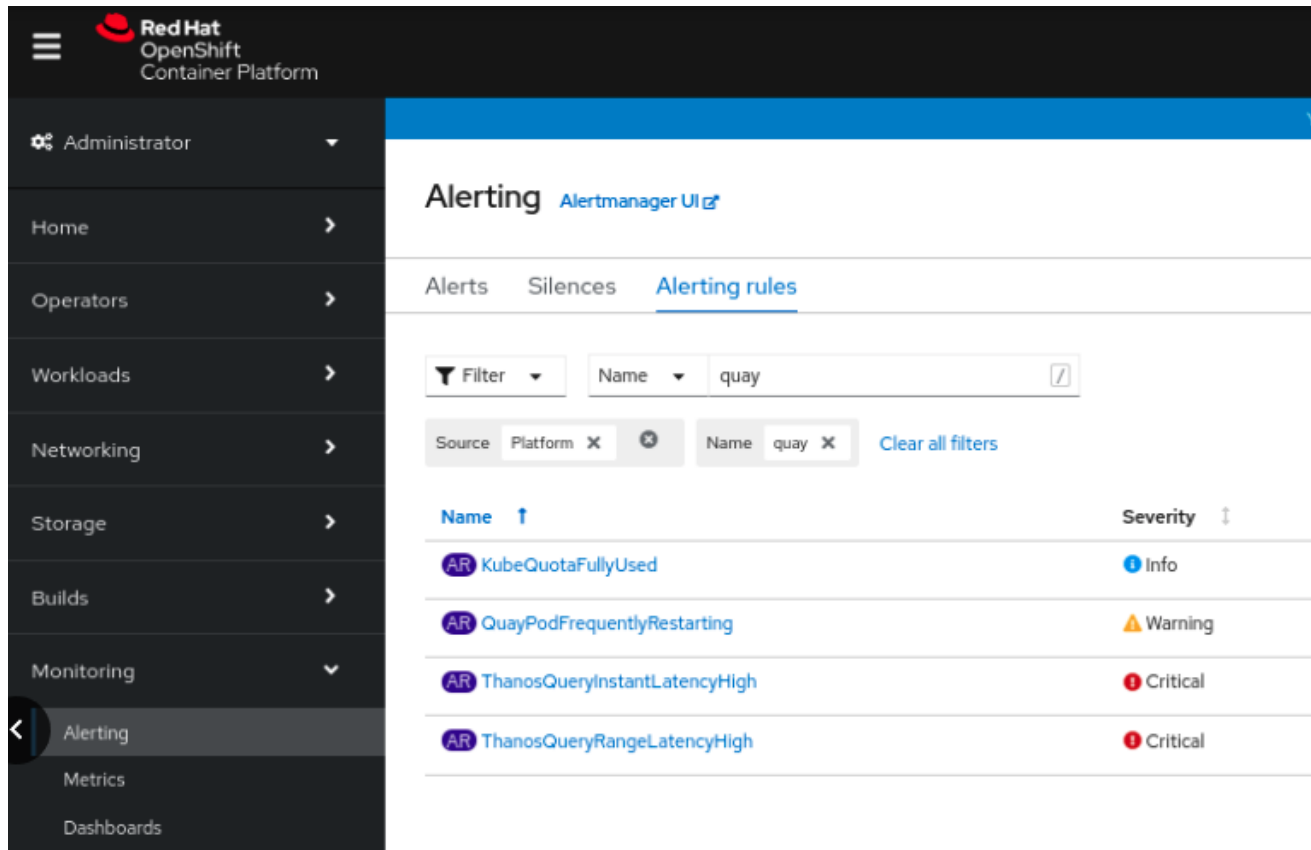 Red Hat
OpenShift
Container Platform
Administrator
Home
Operators
Workloads
Networking
Storage
Builds
Monitoring
Alerting
Metrics
Dashboards
Alerting Alertmanager UI
Alerts Silences Alerting rules
Filter Name quay /
Source Platform Name quay Clear all filters
Name Severity
AR KubeQuotaFullyUsed Info
AR QuayPodFrequentlyRestarting Warning
AR ThanosQueryInstantLatencyHigh Critical
AR ThanosQueryRangeLatencyHigh Critical